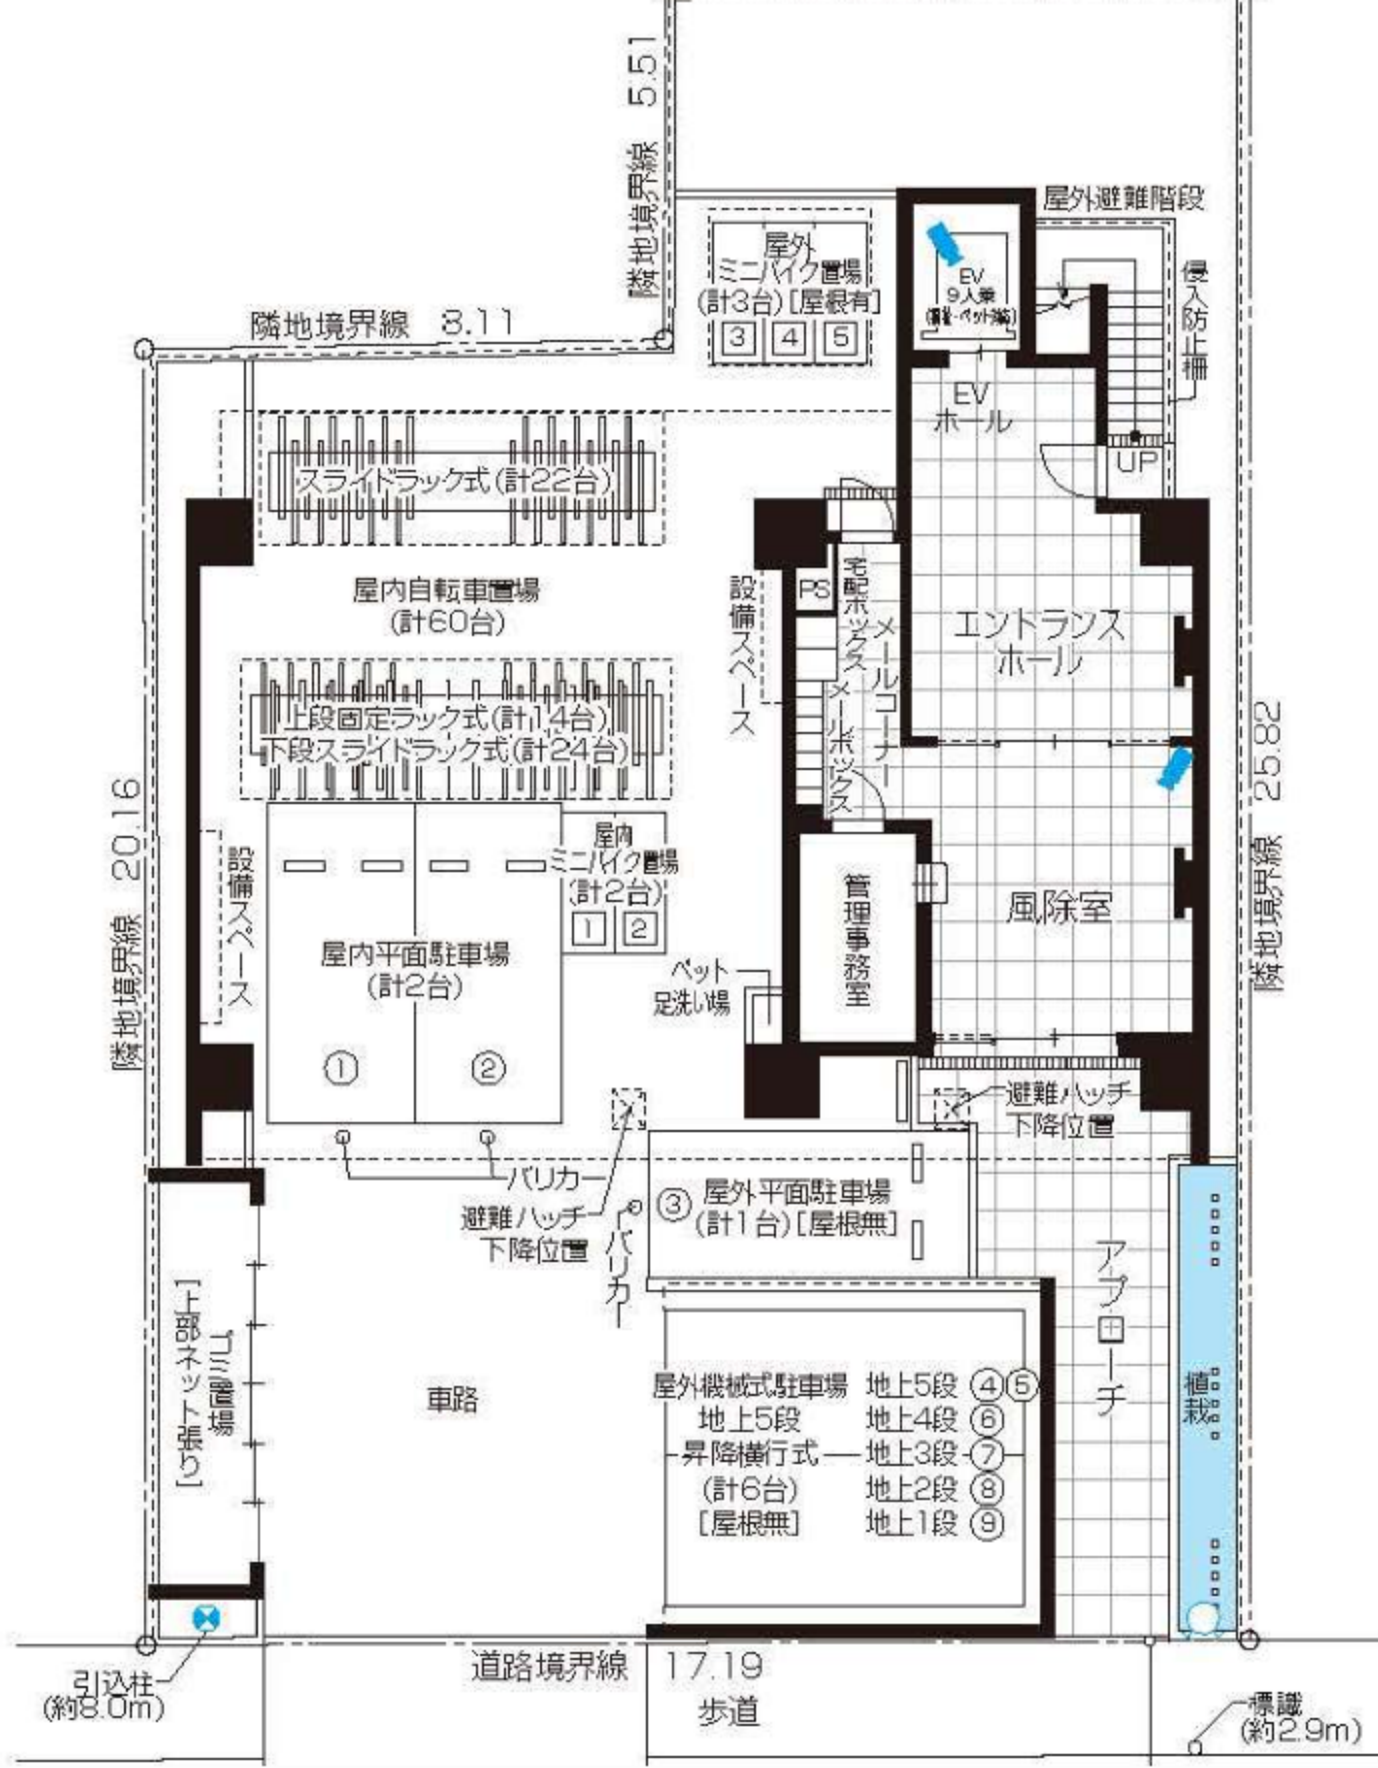 隣地境界線 5.51
屋外避難階段
侵入防止柵
屋外
ミニバイク置場
(計3台)[屋根有]
3 4 5
EV
9人乗
隣地境界線 8.11
EV
ホール
UP
スライドラック式(計22台)
屋内自転車置場
(計60台)
設備スペース
PS
宅配ボックス
メールコーナー
メールボックス
エントランス
ホール
上段固定ラック式(計14台)
下段スライドラック式(計24台)
隣地境界線 20.16
隣地境界線 25.82
設備スペース
屋内
ミニバイク置場
(計2台)
1 2
屋内平面駐車場
(計2台)
① ②
管理事務室
風除室
ペット
足洗い場
避難ハッチ
下降位置
バリカー
避難ハッチ
下降位置
バリカー
③ 屋外平面駐車場
(計1台)[屋根無]
アプローチ
ゴミ置場
[上部ネット張り]
車路
屋外機械式駐車場 地上5段 ④⑤
地上5段 地上4段 ⑥
昇降横行式 地上3段 ⑦
(計6台) 地上2段 ⑧
[屋根無] 地上1段 ⑨
植栽
引込柱
(約8.0m)
道路境界線 17.19
歩道
標識
(約2.9m)